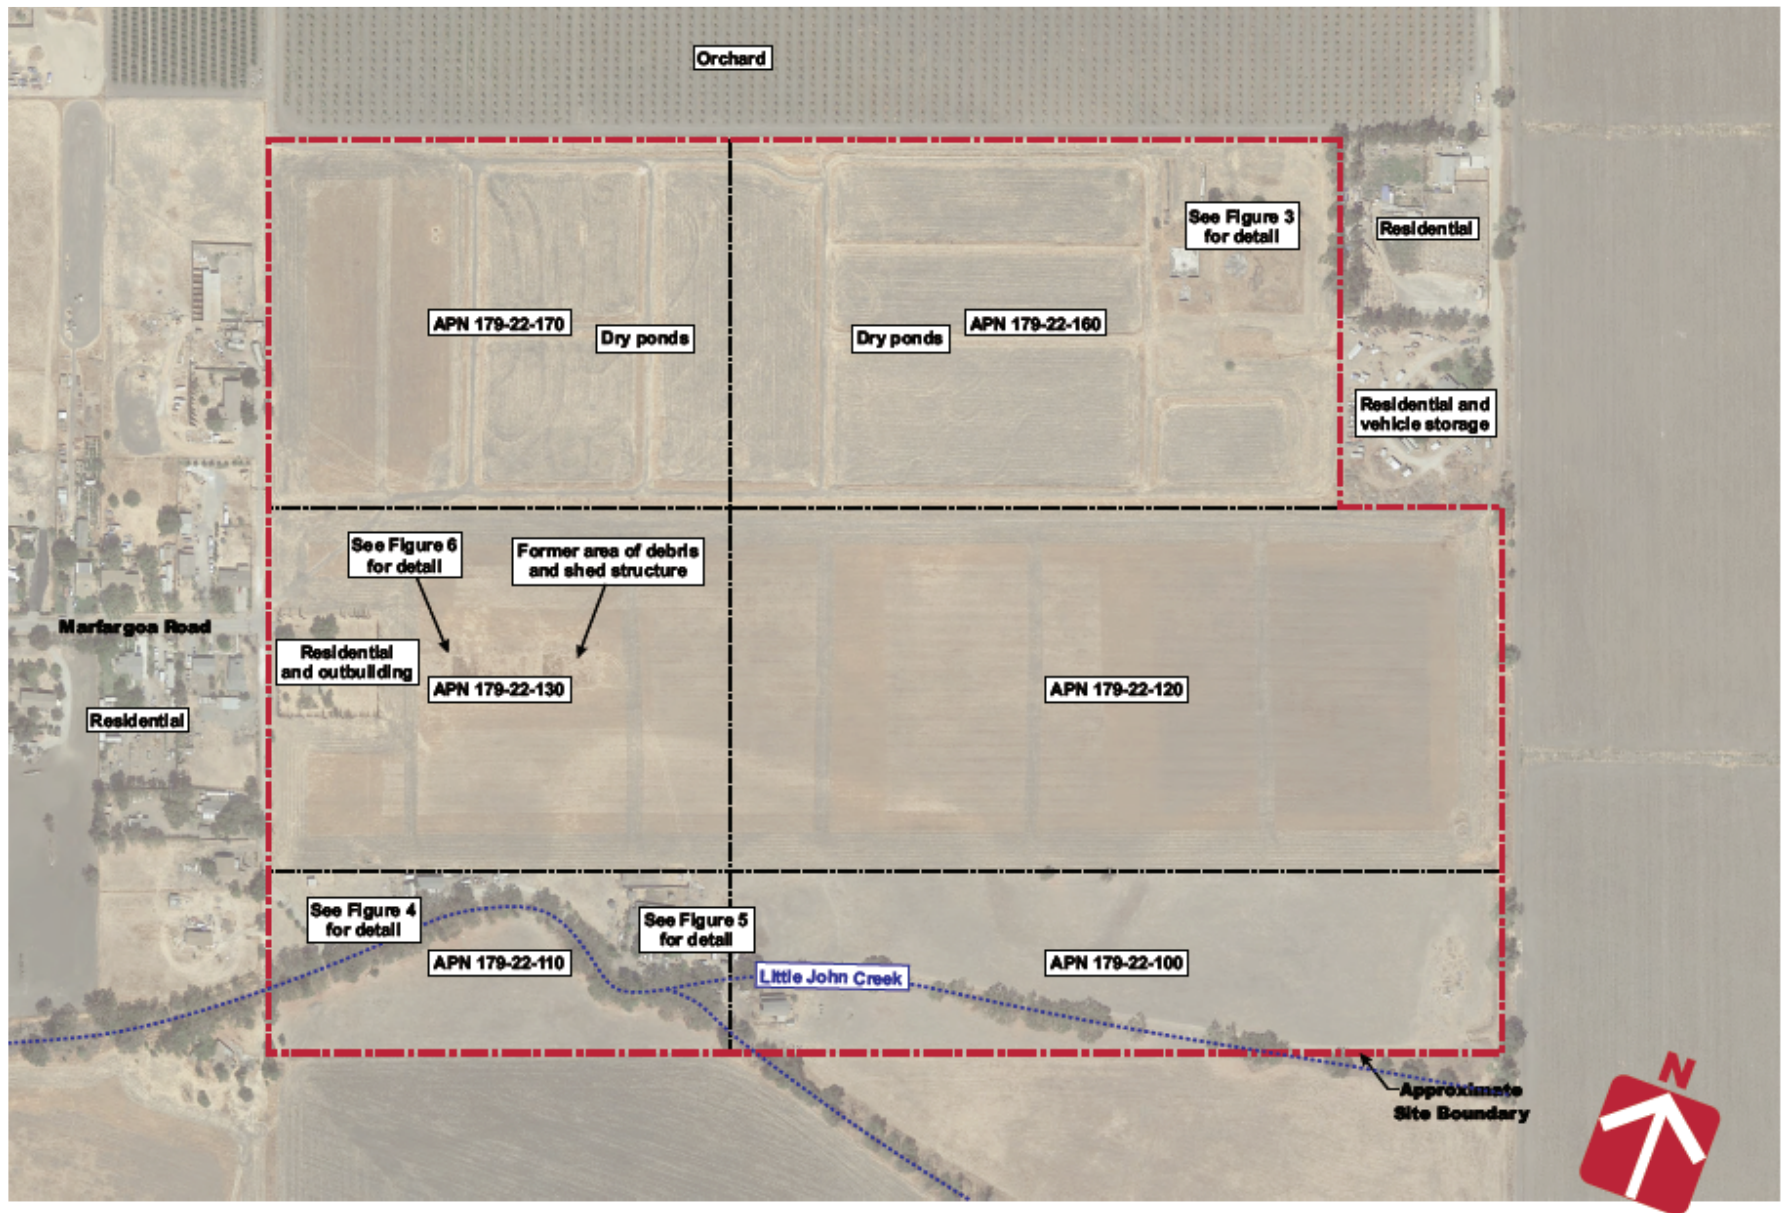 Orchard
See Figure 3
for detail
Residential
APN 179-22-170
Dry ponds
Dry ponds
APN 179-22-160
Residential and
vehicle storage
See Figure 6
for detail
Former area of debris
and shed structure
Marfargoa Road
Residential
and outbuilding
APN 179-22-130
APN 179-22-120
Residential
See Figure 4
for detail
See Figure 5
for detail
APN 179-22-110
APN 179-22-100
Little John Creek
Approximate
Site Boundary
N